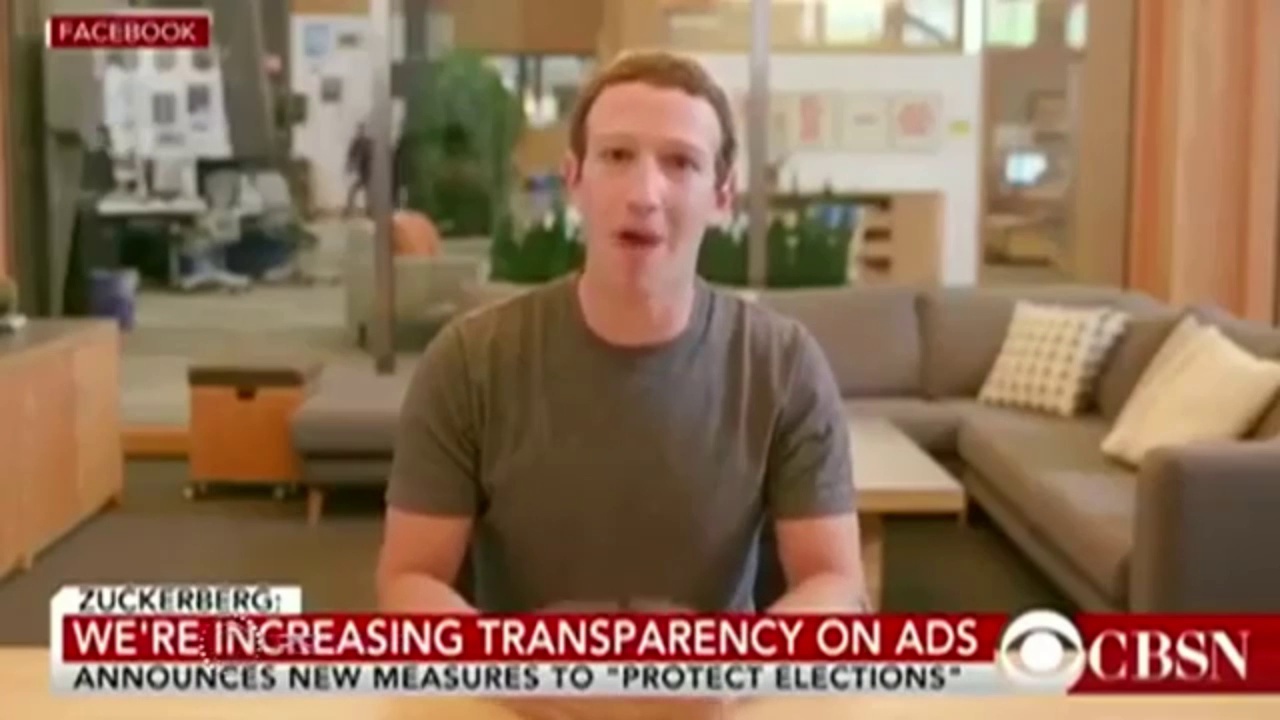 FACEBOOK
ZUCKERBERG:
WE'RE INCREASING TRANSPARENCY ON ADS
ANNOUNCES NEW MEASURES TO "PROTECT ELECTIONS"
CBSN